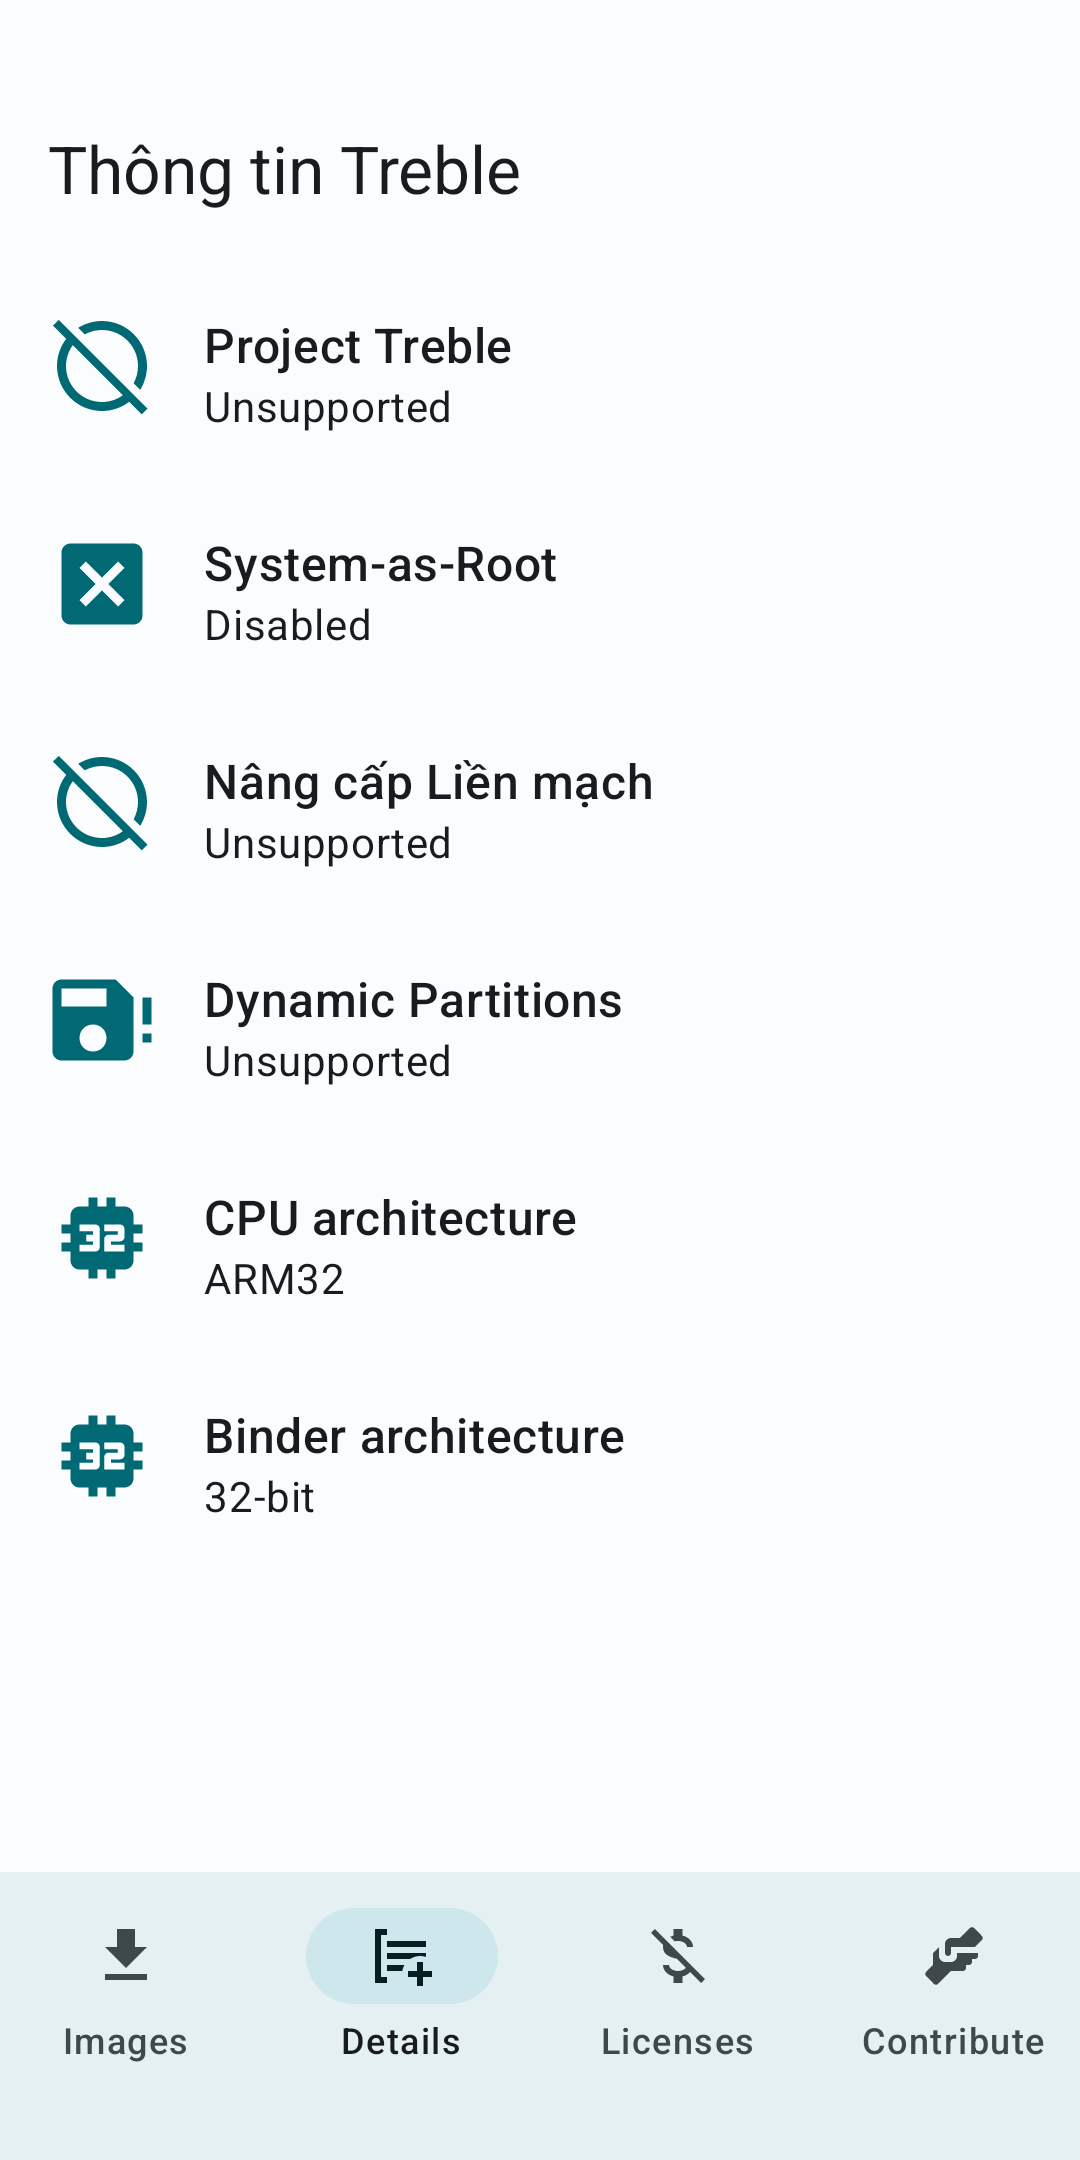 Thông tin Treble
Project Treble
Unsupported
System-as-Root
Disabled
Nâng cấp Liền mạch
Unsupported
Dynamic Partitions
Unsupported
32
CPU architecture
ARM32
32
Binder architecture
32-bit
Images
Details
Licenses
Contribute